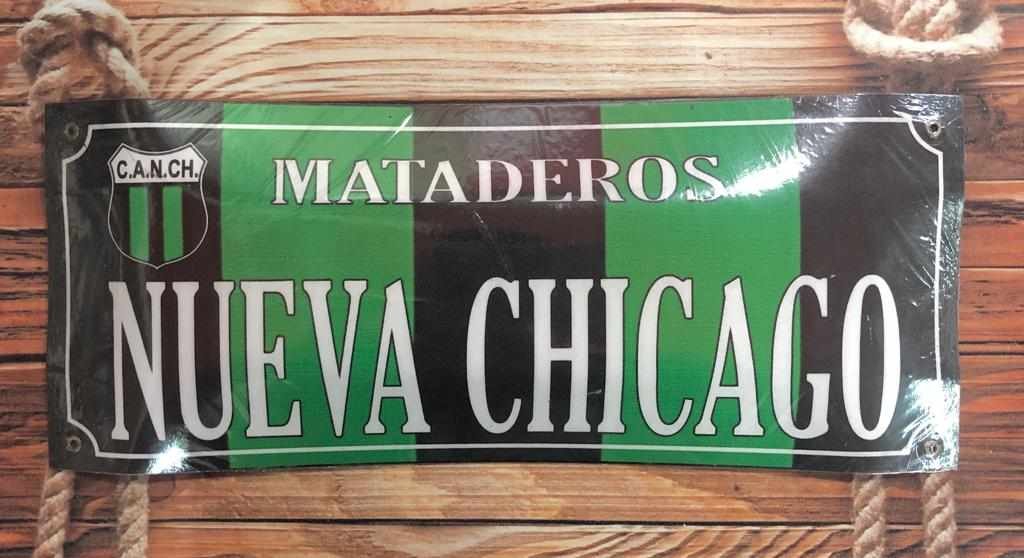 C.A.N.CH.
MATADEROS
NUEVA CHICAGO